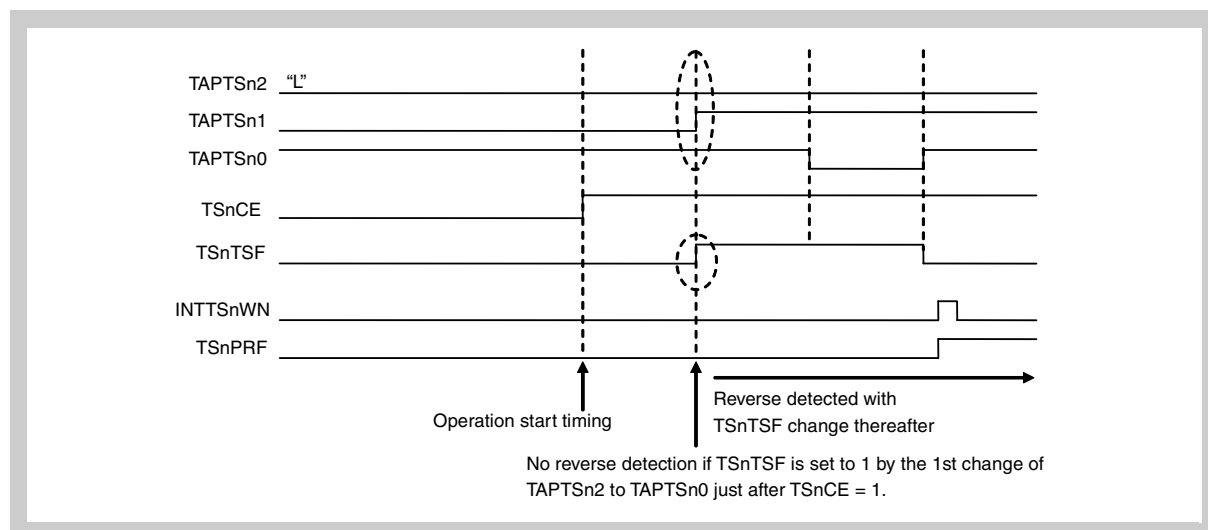 TAPTSn2 “L”
TAPTSn1
TAPTSn0
TSnCE
TSnTSF
INTTSnWN
TSnPRF
Operation start timing
Reverse detected with
TSnTSF change thereafter
No reverse detection if TSnTSF is set to 1 by the 1st change of
TAPTSn2 to TAPTSn0 just after TSnCE = 1.